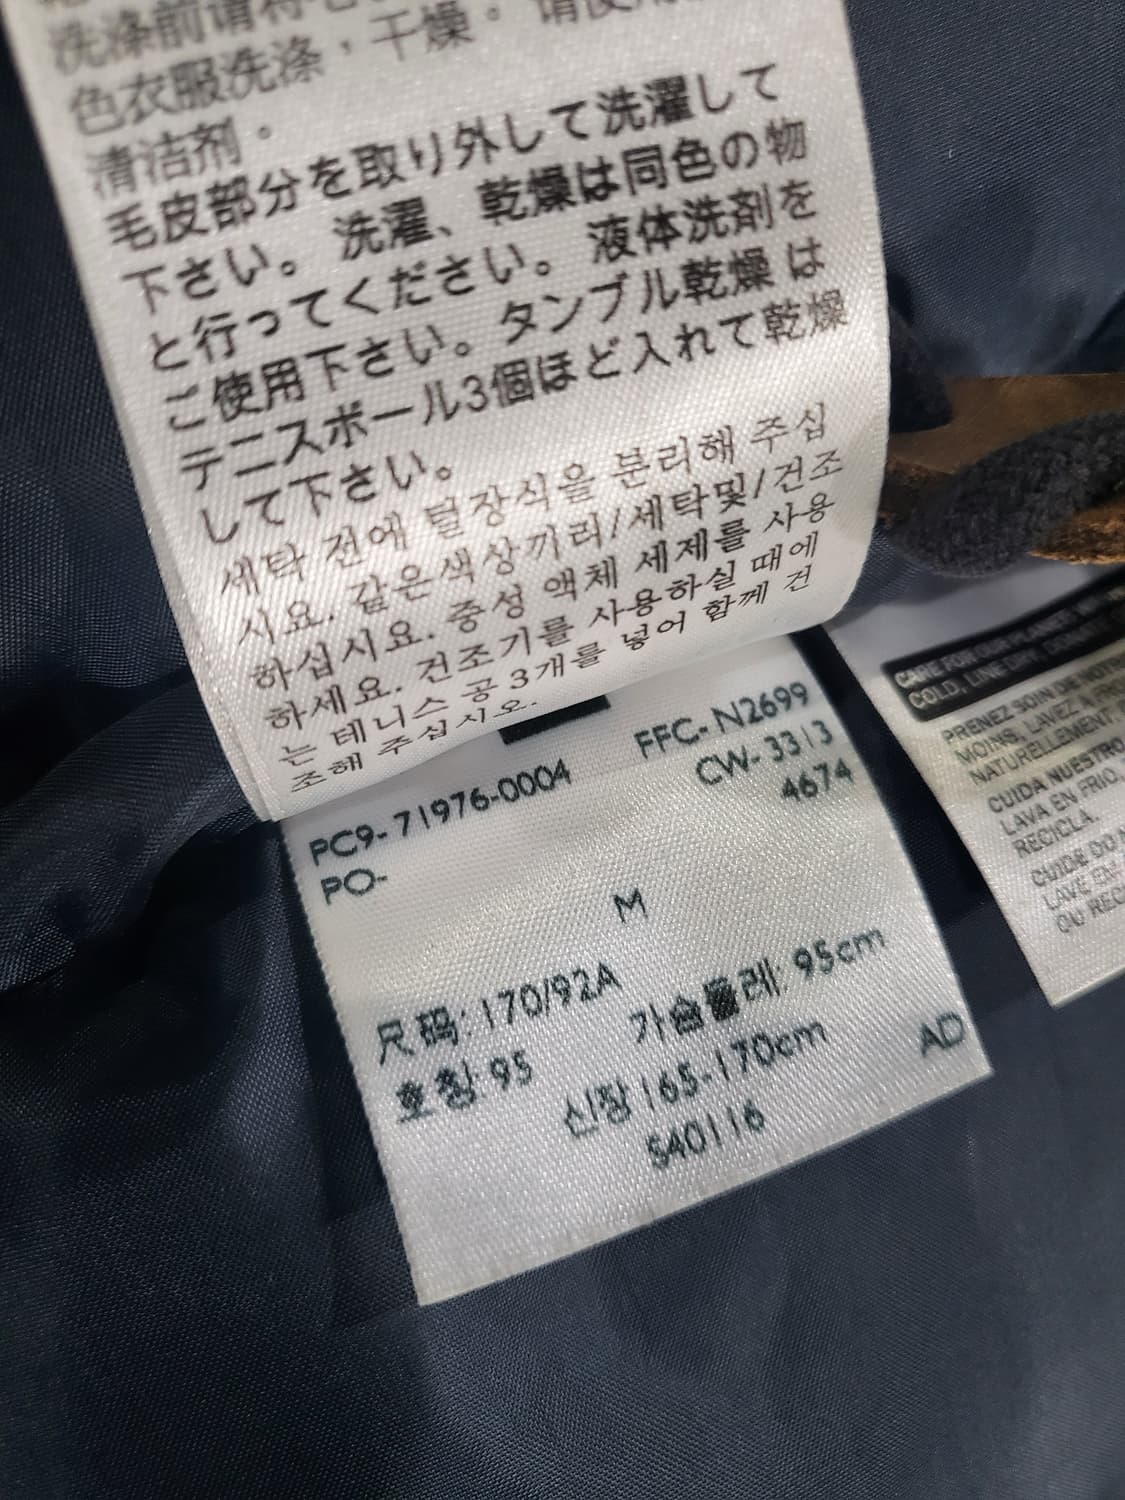 洗涤前请将
色衣服洗涤，干燥。请使用
清洁剂。
毛皮部分を取り外して洗濯して
下さい。洗濯、乾燥は同色の物
と行ってください。液体洗剤を
ご使用下さい。タンブル乾燥 は
テニスボール3個ほど入れて乾燥
して下さい。
세탁 전에 털장식을 분리해 주십
시요. 같은색상끼리/세탁및/건조
하십시요. 중성 액체 세제를 사용
하세요. 건조기를 사용하실 때에
는 테니스 공 3개를 넣어 함께 건
조해 주십시오.
PC9-71976-0004 FFC-N2699
PO- CW-3313
4674
M
尺码: 170/92A 가슴둘레: 95cm
호칭 95 신장 165-170cm AD
540116
CARE FOR OUR PLANET:
COLD, LINE DRY,
PRENEZ SOIN DE NOTRE
MOINS, LAVEZ À FROID
NATURELLEMENT,
CUIDA NUESTRO
LAVA EN FRIO,
RECICLA.
CUIDE DO
LAVE EM
OU REC